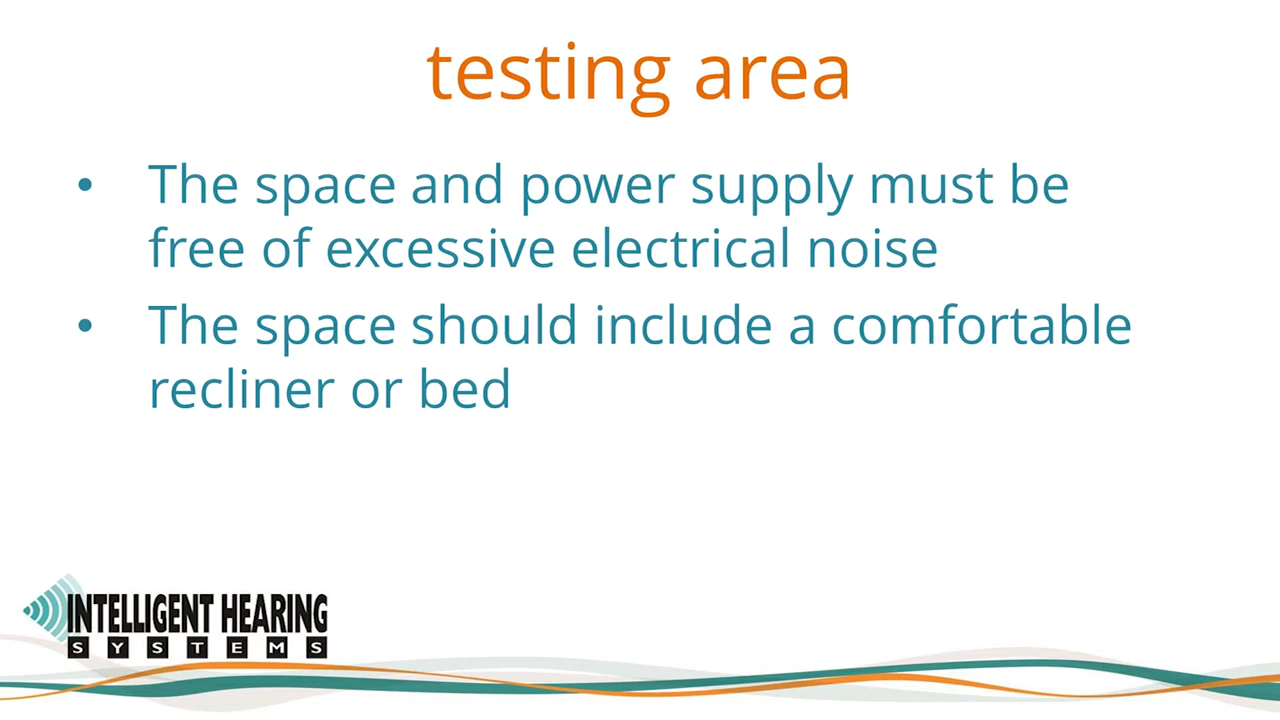 testing area
• The space and power supply must be
free of excessive electrical noise
• The space should include a comfortable
recliner or bed
INTELLIGENT HEARING
SYSTEMS